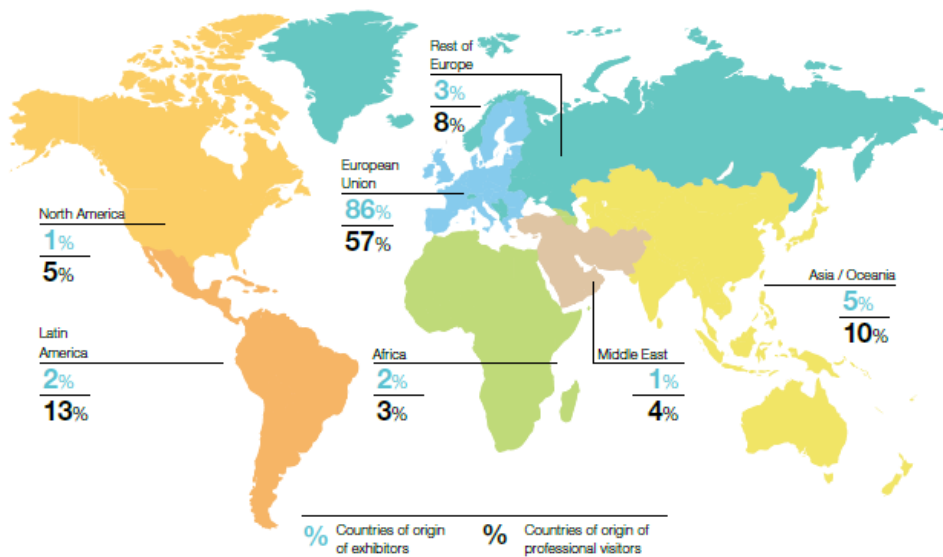 Rest of
Europe
3%
8%
European
Union
86%
57%
North America
1%
5%
Asia / Oceania
5%
10%
Latin
America
2%
13%
Africa
2%
3%
Middle East
1%
4%
% Countries of origin
of exhibitors
% Countries of origin of
professional visitors